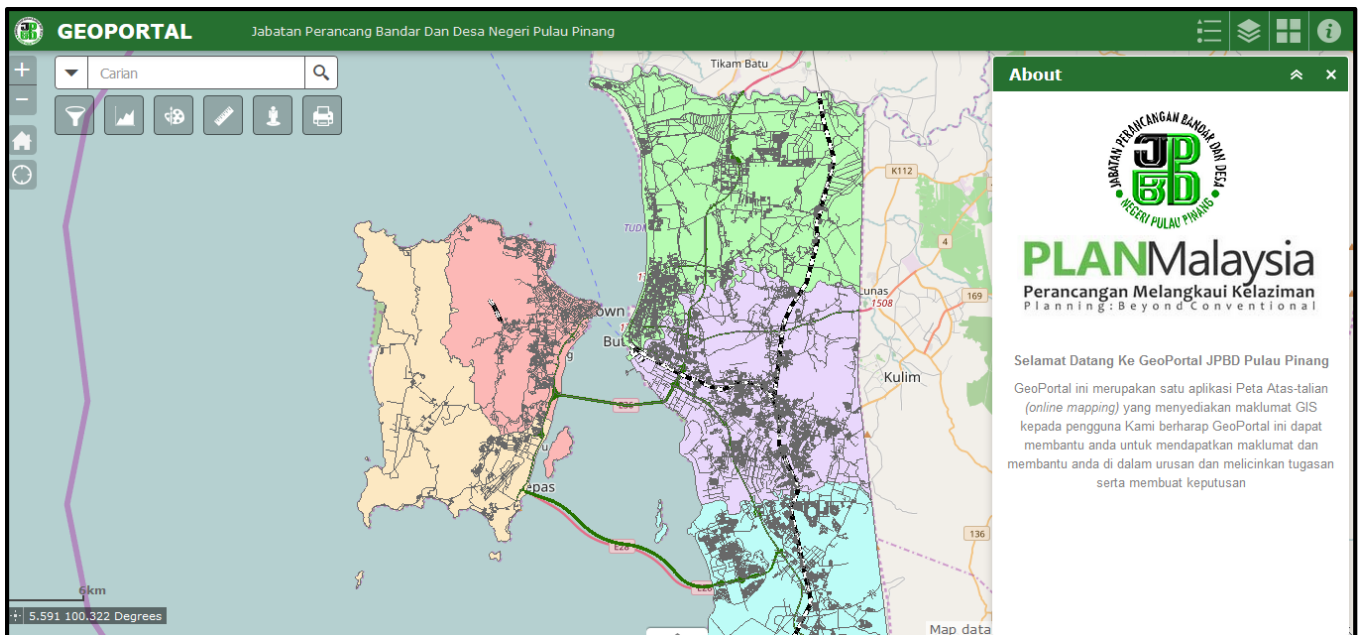 GEOPORTAL
Jabatan Perancang Bandar Dan Desa Negeri Pulau Pinang
Carian
About
Tikam Batu
K112
4
169
Lunas
1508
own
But
g
Kulim
E36
u
epas
136
E28
6km
5.591 100.322 Degrees
Map data
JABATAN PERANCANGAN BANDAR DAN DESA
JPBD
NEGERI PULAU PINANG
PLANMalaysia
Perancangan Melangkaui Kelaziman
Planning:Beyond Conventional
Selamat Datang Ke GeoPortal JPBD Pulau Pinang
GeoPortal ini merupakan satu aplikasi Peta Atas-talian
(online mapping) yang menyediakan maklumat GIS
kepada pengguna Kami berharap GeoPortal ini dapat
membantu anda untuk mendapatkan maklumat dan
membantu anda di dalam urusan dan melicinkan tugasan
serta membuat keputusan